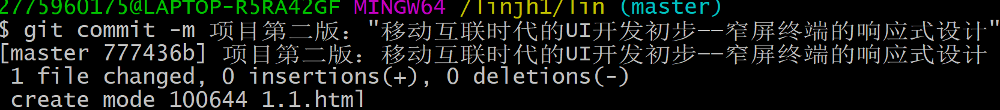 2775960175@LAPTOP-R5RA42GF MINGW64 /linjh1/lin (master)
$ git commit -m 项目第二版："移动互联时代的UI开发初步——窄屏终端的响应式设计"
[master 777436b] 项目第二版：移动互联时代的UI开发初步——窄屏终端的响应式设计
 1 file changed, 0 insertions(+), 0 deletions(-)
 create mode 100644 1.1.html